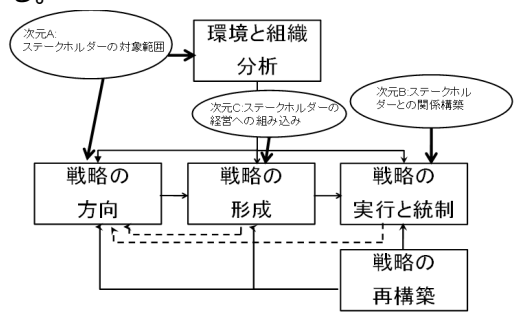 る。
次元A:
ステークホルダーの対象範囲
環境と組織
分析
次元C:ステークホルダーの
経営への組み込み
次元B:ステークホル
ダーとの関係構築
戦略の
方向
戦略の
形成
戦略の
実行と統制
戦略の
再構築